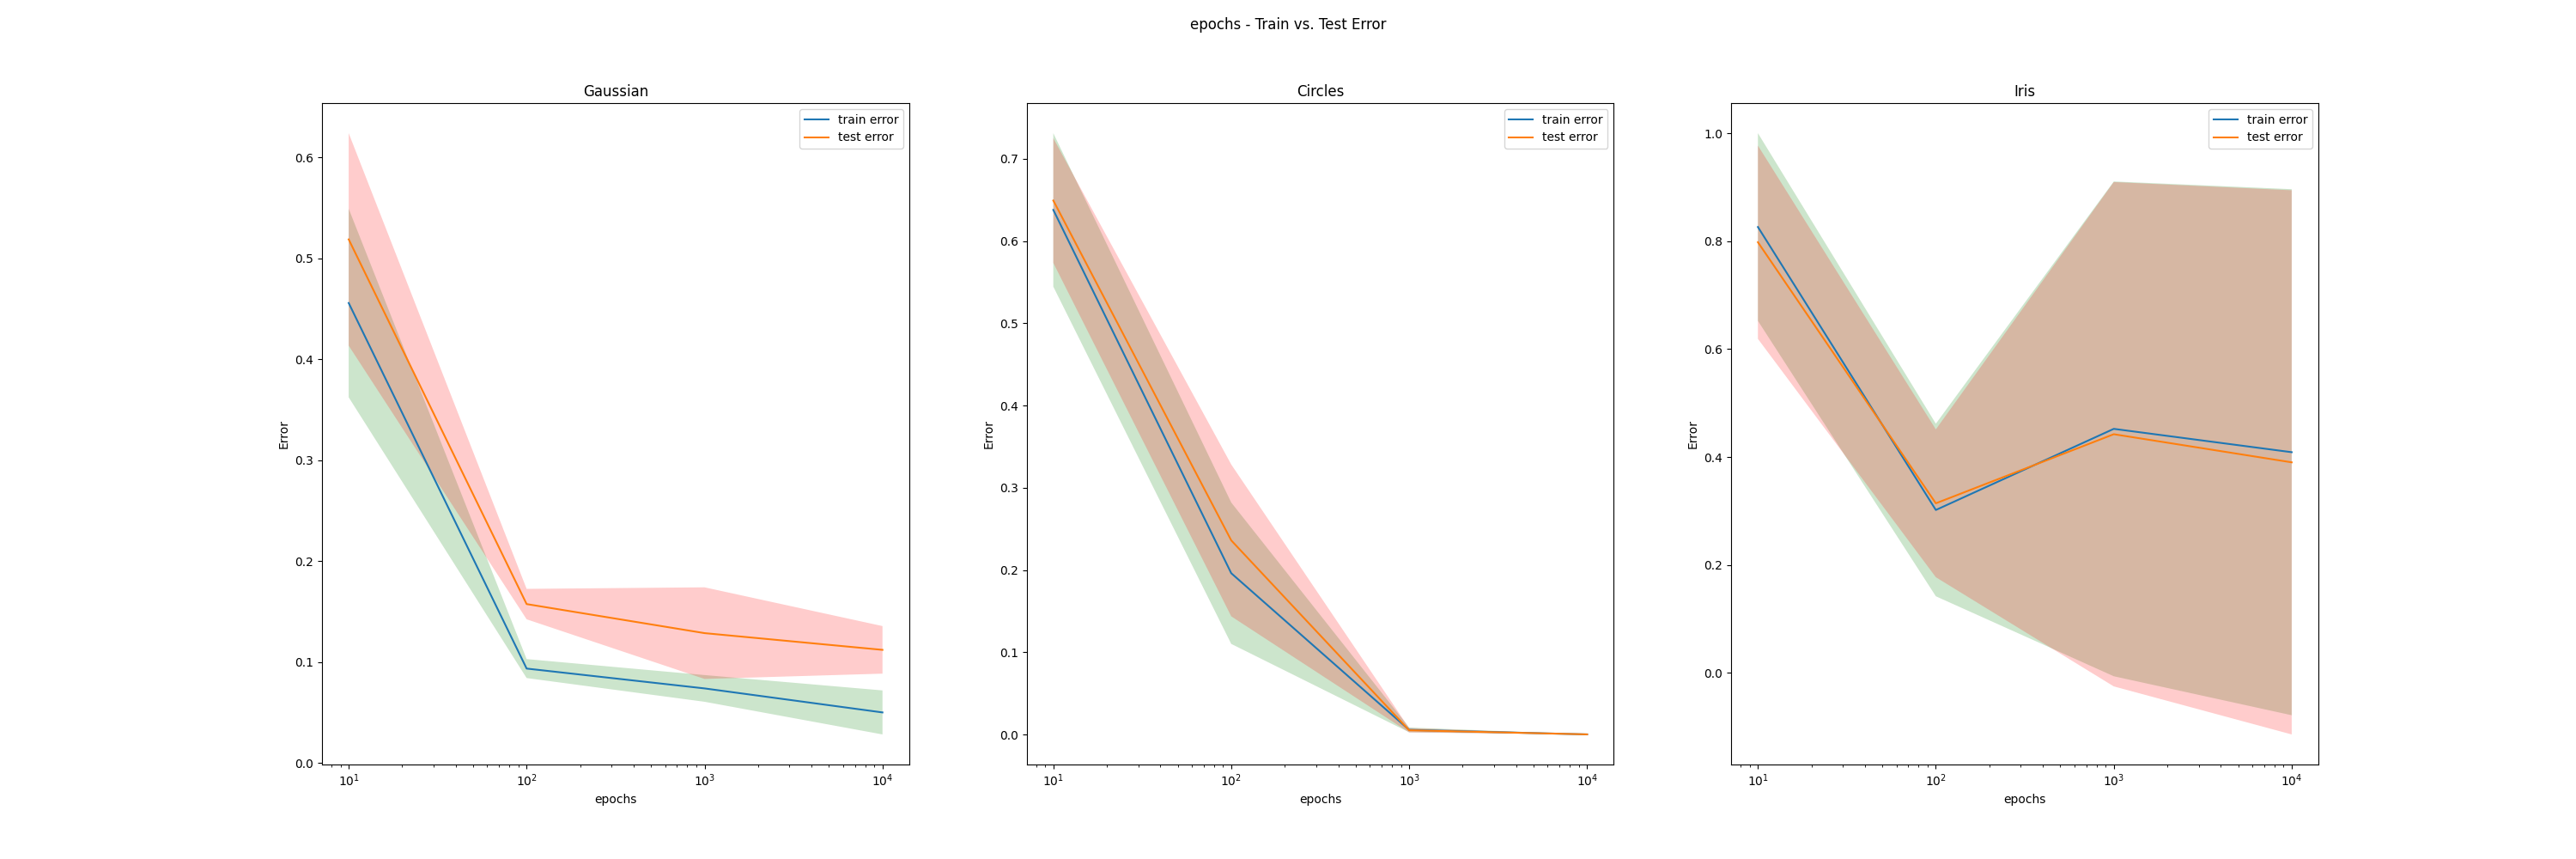 epochs - Train vs. Test Error
Gaussian
train error
test error
0.6
0.5
0.4
0.3
0.2
0.1
0.0
Error
10¹ 10² 10³ 10⁴
epochs
Circles
train error
test error
0.7
0.6
0.5
0.4
0.3
0.2
0.1
0.0
Error
10¹ 10² 10³ 10⁴
epochs
Iris
train error
test error
1.0
0.8
0.6
0.4
0.2
0.0
Error
10¹ 10² 10³ 10⁴
epochs